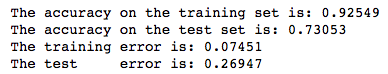 The accuracy on the training set is: 0.92549
The accuracy on the test set is: 0.73053
The training error is: 0.07451
The test     error is: 0.26947